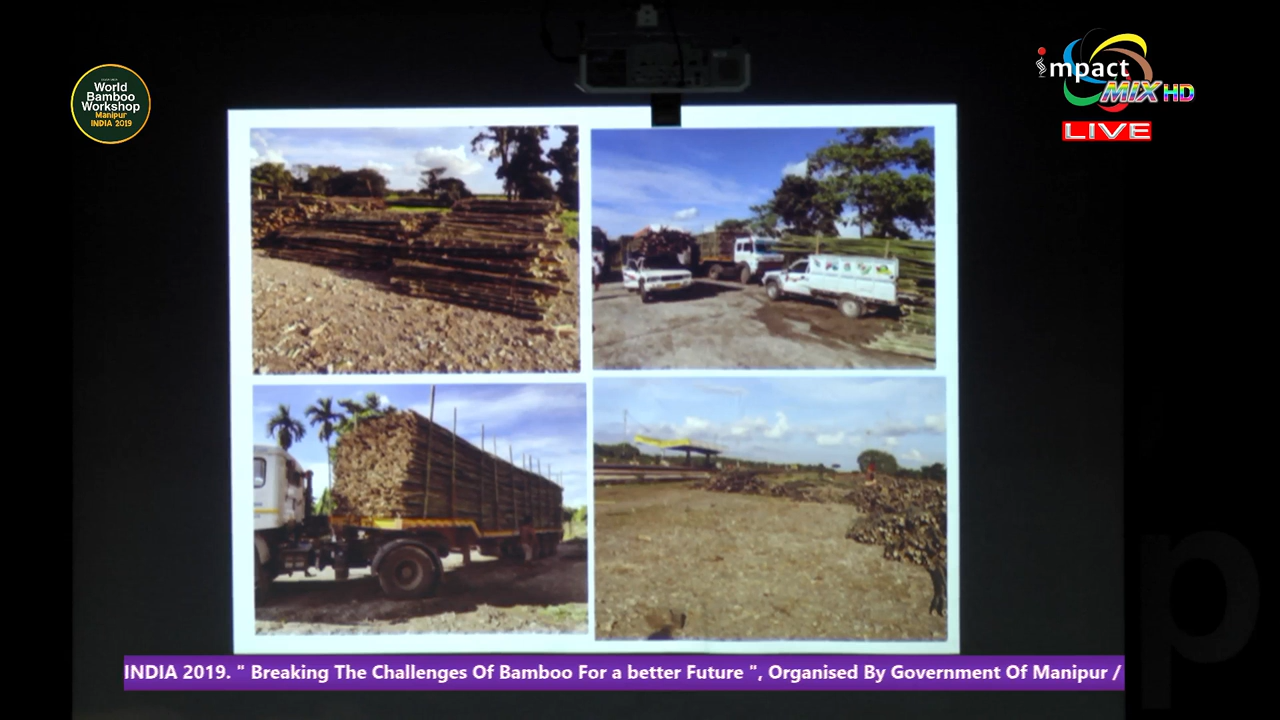 World
Bamboo
Workshop
Manipur
INDIA 2019
impact
MIX HD
LIVE
INDIA 2019. " Breaking The Challenges Of Bamboo For a better Future ", Organised By Government Of Manipur /